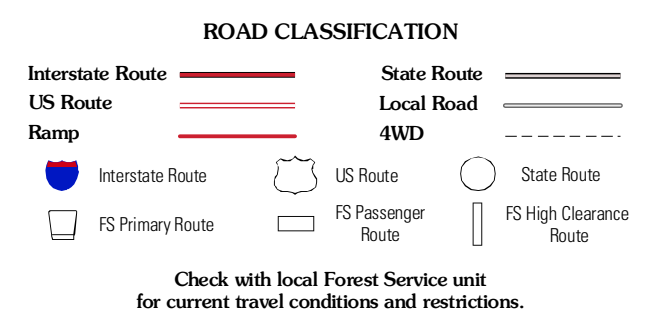 ROAD CLASSIFICATION
Interstate Route
State Route
US Route
Local Road
Ramp
4WD
Interstate Route
US Route
State Route
FS Primary Route
FS Passenger
Route
FS High Clearance
Route
Check with local Forest Service unit
for current travel conditions and restrictions.